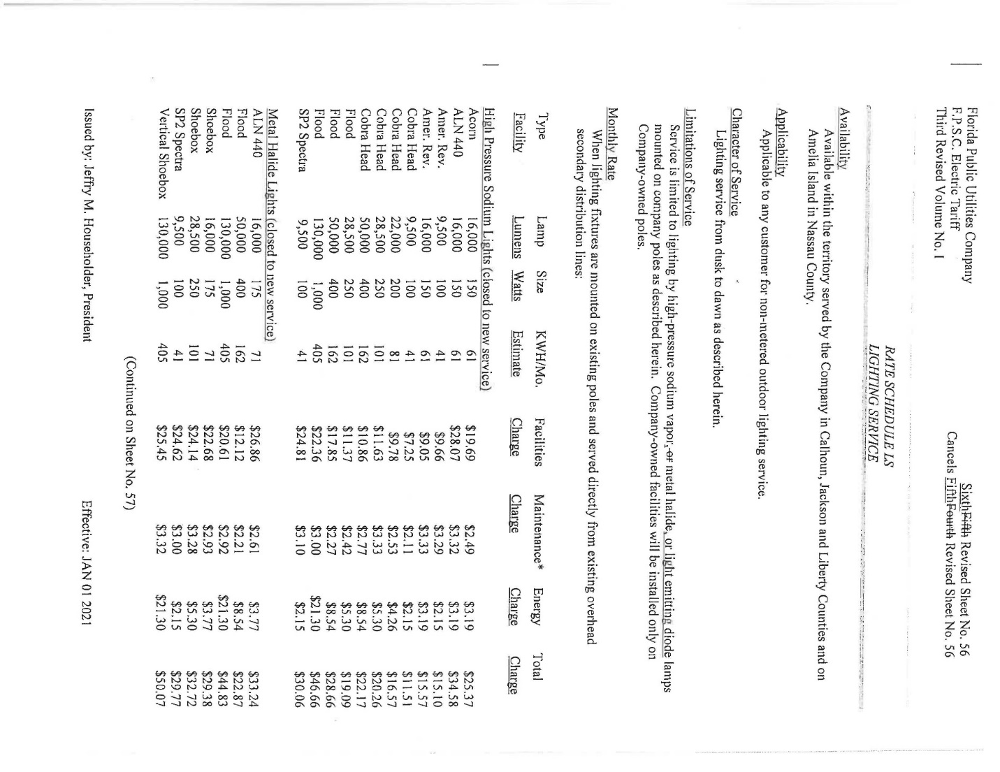 Florida Public Utilities Company
F.P.S.C. Electric Tariff
Third Revised Volume No. I
SixthFifth Revised Sheet No. 56
Cancels FifthFourth Revised Sheet No. 56
RATE SCHEDULE LS
LIGHTING SERVICE
Availability
Available within the territory served by the Company in Calhoun, Jackson and Liberty Counties and on
Amelia Island in Nassau County.
Applicability
Applicable to any customer for non-metered outdoor lighting service.
Character of Service
Lighting service from dusk to dawn as described herein.
Limitations of Service
Service is limited to lighting by high-pressure sodium vapor, or metal halide, or light emitting diode lamps
mounted on company poles as described herein. Company-owned facilities will be installed only on
Company-owned poles.
Monthly Rate
When lighting fixtures are mounted on existing poles and served directly from existing overhead
secondary distribution lines:
Type Lamp Size KWH/Mo. Facilities Maintenance* Energy Total
Facility Lumens Watts Estimate Charge Charge Charge Charge
High Pressure Sodium Lights (closed to new service)
Acorn 16,000 150 61 $19.69 $2.49 $3.19 $25.37
ALN 440 16,000 150 61 $28.07 $3.32 $3.19 $34.58
Amer. Rev. 9,500 100 41 $9.66 $3.29 $2.15 $15.10
Amer. Rev. 16,000 150 61 $9.05 $3.33 $3.19 $15.57
Cobra Head 9,500 100 41 $7.25 $2.11 $2.15 $11.51
Cobra Head 22,000 200 81 $9.78 $2.53 $4.26 $16.57
Cobra Head 28,500 250 101 $11.63 $3.33 $5.30 $20.26
Cobra Head 50,000 400 162 $10.86 $2.77 $8.54 $22.17
Flood 28,500 250 101 $11.37 $2.42 $5.30 $19.09
Flood 50,000 400 162 $17.85 $2.27 $8.54 $28.66
Flood 130,000 1,000 405 $22.36 $3.00 $21.30 $46.66
SP2 Spectra 9,500 100 41 $24.81 $3.10 $2.15 $30.06
Metal Halide Lights (closed to new service)
ALN 440 16,000 175 71 $26.86 $2.61 $3.77 $33.24
Flood 50,000 400 162 $12.12 $2.21 $8.54 $22.87
Flood 130,000 1,000 405 $20.61 $2.92 $21.30 $44.83
Shoebox 16,000 175 71 $22.68 $2.93 $3.77 $29.38
Shoebox 28,500 250 101 $24.14 $3.28 $5.30 $32.72
SP2 Spectra 9,500 100 41 $24.62 $3.00 $2.15 $29.77
Vertical Shoebox 130,000 1,000 405 $25.45 $3.32 $21.30 $50.07
(Continued on Sheet No. 57)
Issued by: Jeffry M. Householder, President
Effective: JAN 01 2021